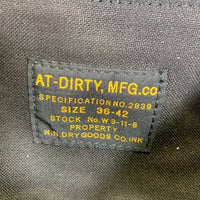 AT-DIRTY, MFG.co
SPECIFICATION NO.2839
SIZE 36-42
STOCK No.W 3-11-8
PROPERTY
N.B.DRY GOODS CO.INK